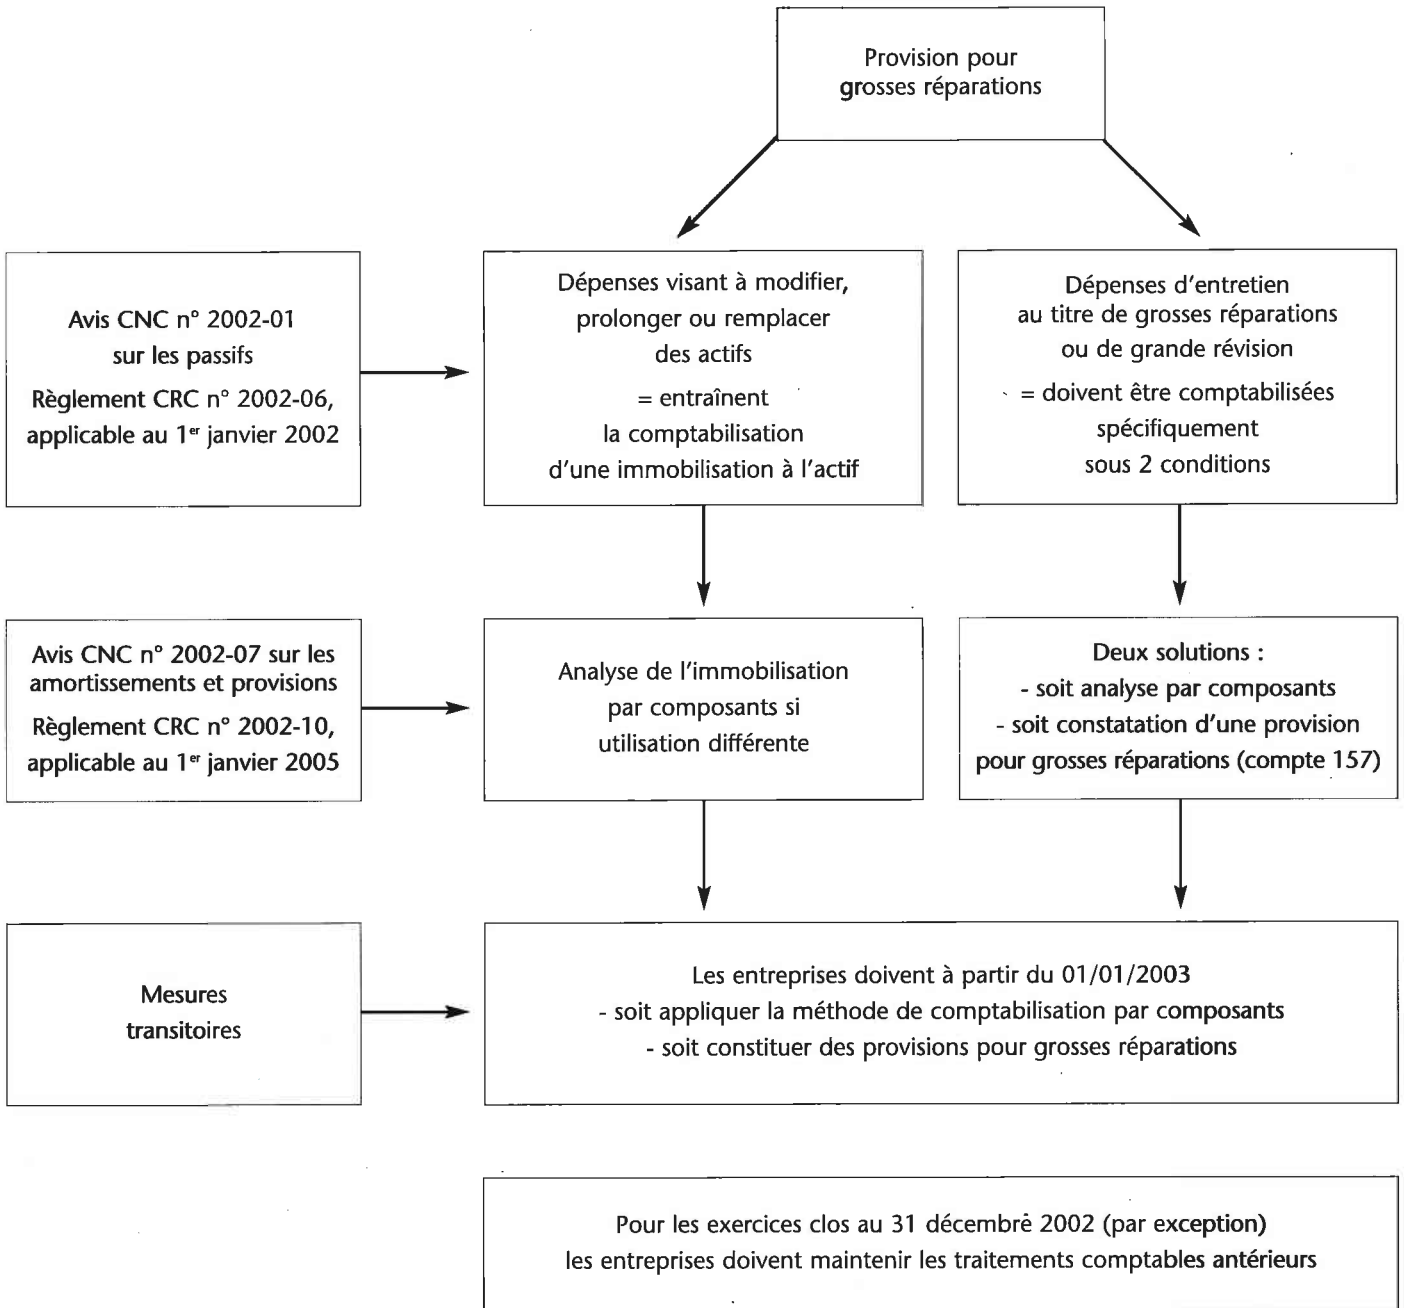 Provision pour
grosses réparations
Avis CNC n° 2002-01
sur les passifs
Règlement CRC n° 2002-06,
applicable au 1er janvier 2002
Dépenses visant à modifier,
prolonger ou remplacer
des actifs
= entraînent
la comptabilisation
d'une immobilisation à l'actif
Dépenses d'entretien
au titre de grosses réparations
ou de grande révision
= doivent être comptabilisées
spécifiquement
sous 2 conditions
Avis CNC n° 2002-07 sur les
amortissements et provisions
Règlement CRC n° 2002-10,
applicable au 1er janvier 2005
Analyse de l'immobilisation
par composants si
utilisation différente
Deux solutions :
- soit analyse par composants
- soit constatation d'une provision
pour grosses réparations (compte 157)
Mesures
transitoires
Les entreprises doivent à partir du 01/01/2003
- soit appliquer la méthode de comptabilisation par composants
- soit constituer des provisions pour grosses réparations
Pour les exercices clos au 31 décembre 2002 (par exception)
les entreprises doivent maintenir les traitements comptables antérieurs